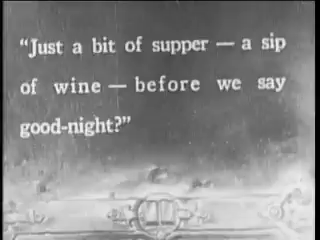 “Just a bit of supper — a sip
of wine — before we say
good-night?”